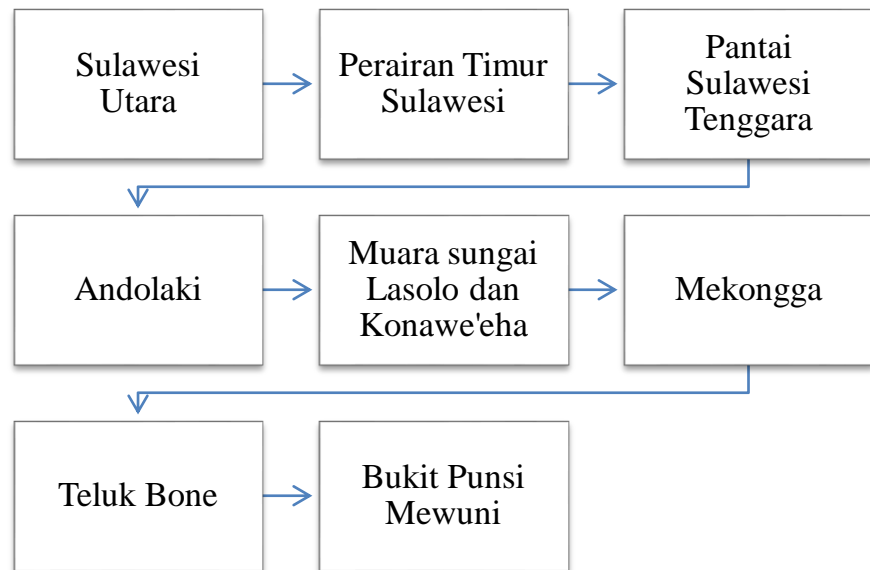 Sulawesi
Utara
Perairan Timur
Sulawesi
Pantai
Sulawesi
Tenggara
Andolaki
Muara sungai
Lasolo dan
Konawe'eha
Mekongga
Teluk Bone
Bukit Punsi
Mewuni